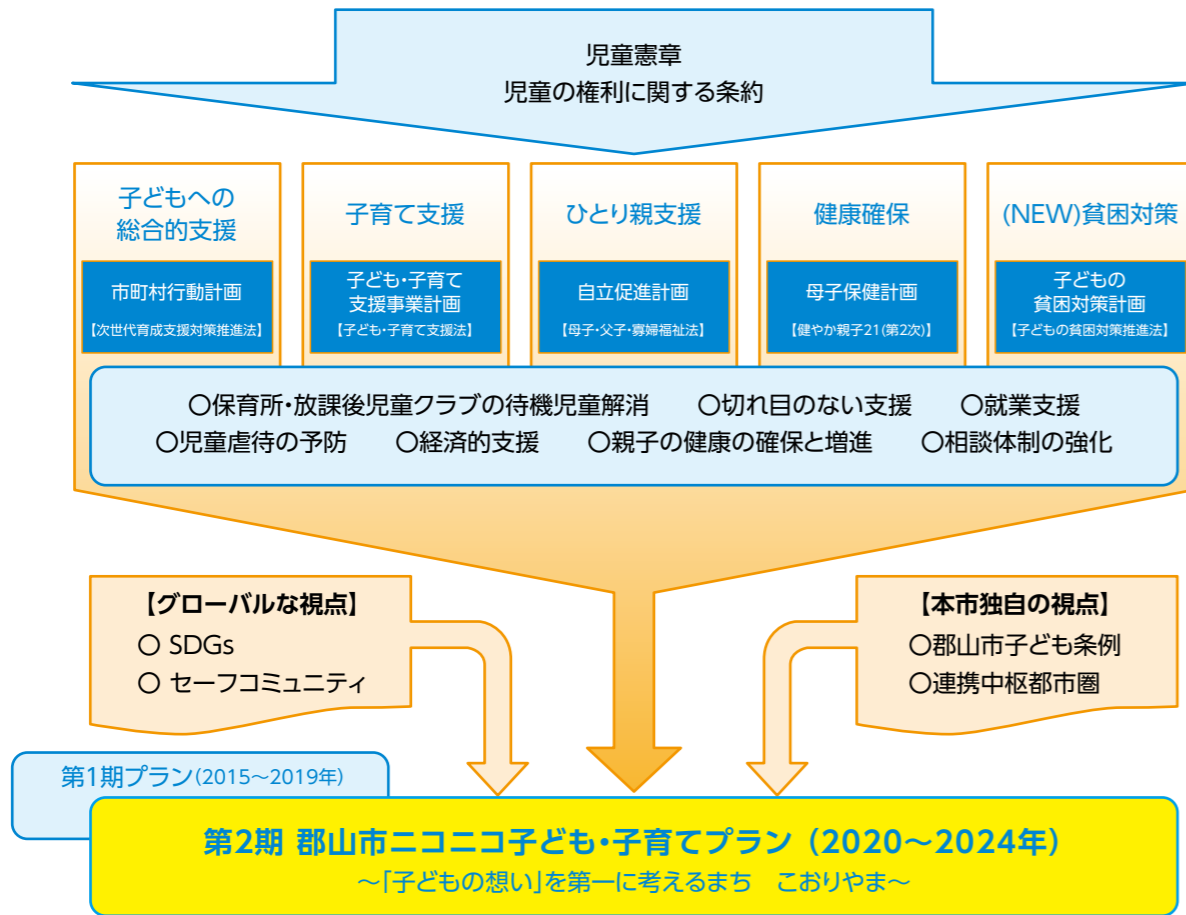 児童憲章
児童の権利に関する条約
子どもへの
総合的支援
市町村行動計画
【次世代育成支援対策推進法】
子育て支援
子ども・子育て
支援事業計画
【子ども・子育て支援法】
ひとり親支援
自立促進計画
【母子・父子・寡婦福祉法】
健康確保
母子保健計画
【健やか親子21(第2次)】
(NEW)貧困対策
子どもの
貧困対策計画
【子どもの貧困対策推進法】
○保育所・放課後児童クラブの待機児童解消　○切れ目のない支援　○就業支援
○児童虐待の予防　○経済的支援　○親子の健康の確保と増進　○相談体制の強化
【グローバルな視点】
○ SDGs
○ セーフコミュニティ
【本市独自の視点】
○郡山市子ども条例
○連携中枢都市圏
第1期プラン(2015～2019年)
第2期 郡山市ニコニコ子ども・子育てプラン（2020～2024年）
～「子どもの想い」を第一に考えるまち　こおりやま～